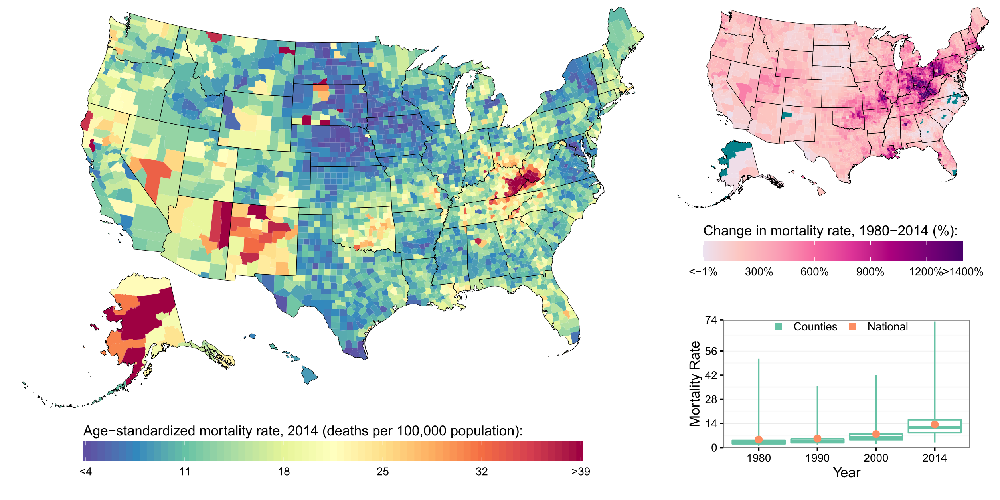 Age−standardized mortality rate, 2014 (deaths per 100,000 population):
<4 11 18 25 32 >39
Change in mortality rate, 1980−2014 (%):
<−1% 300% 600% 900% 1200% >1400%
Counties National
Mortality Rate
74
56
42
28
14
0
1980 1990 2000 2014
Year